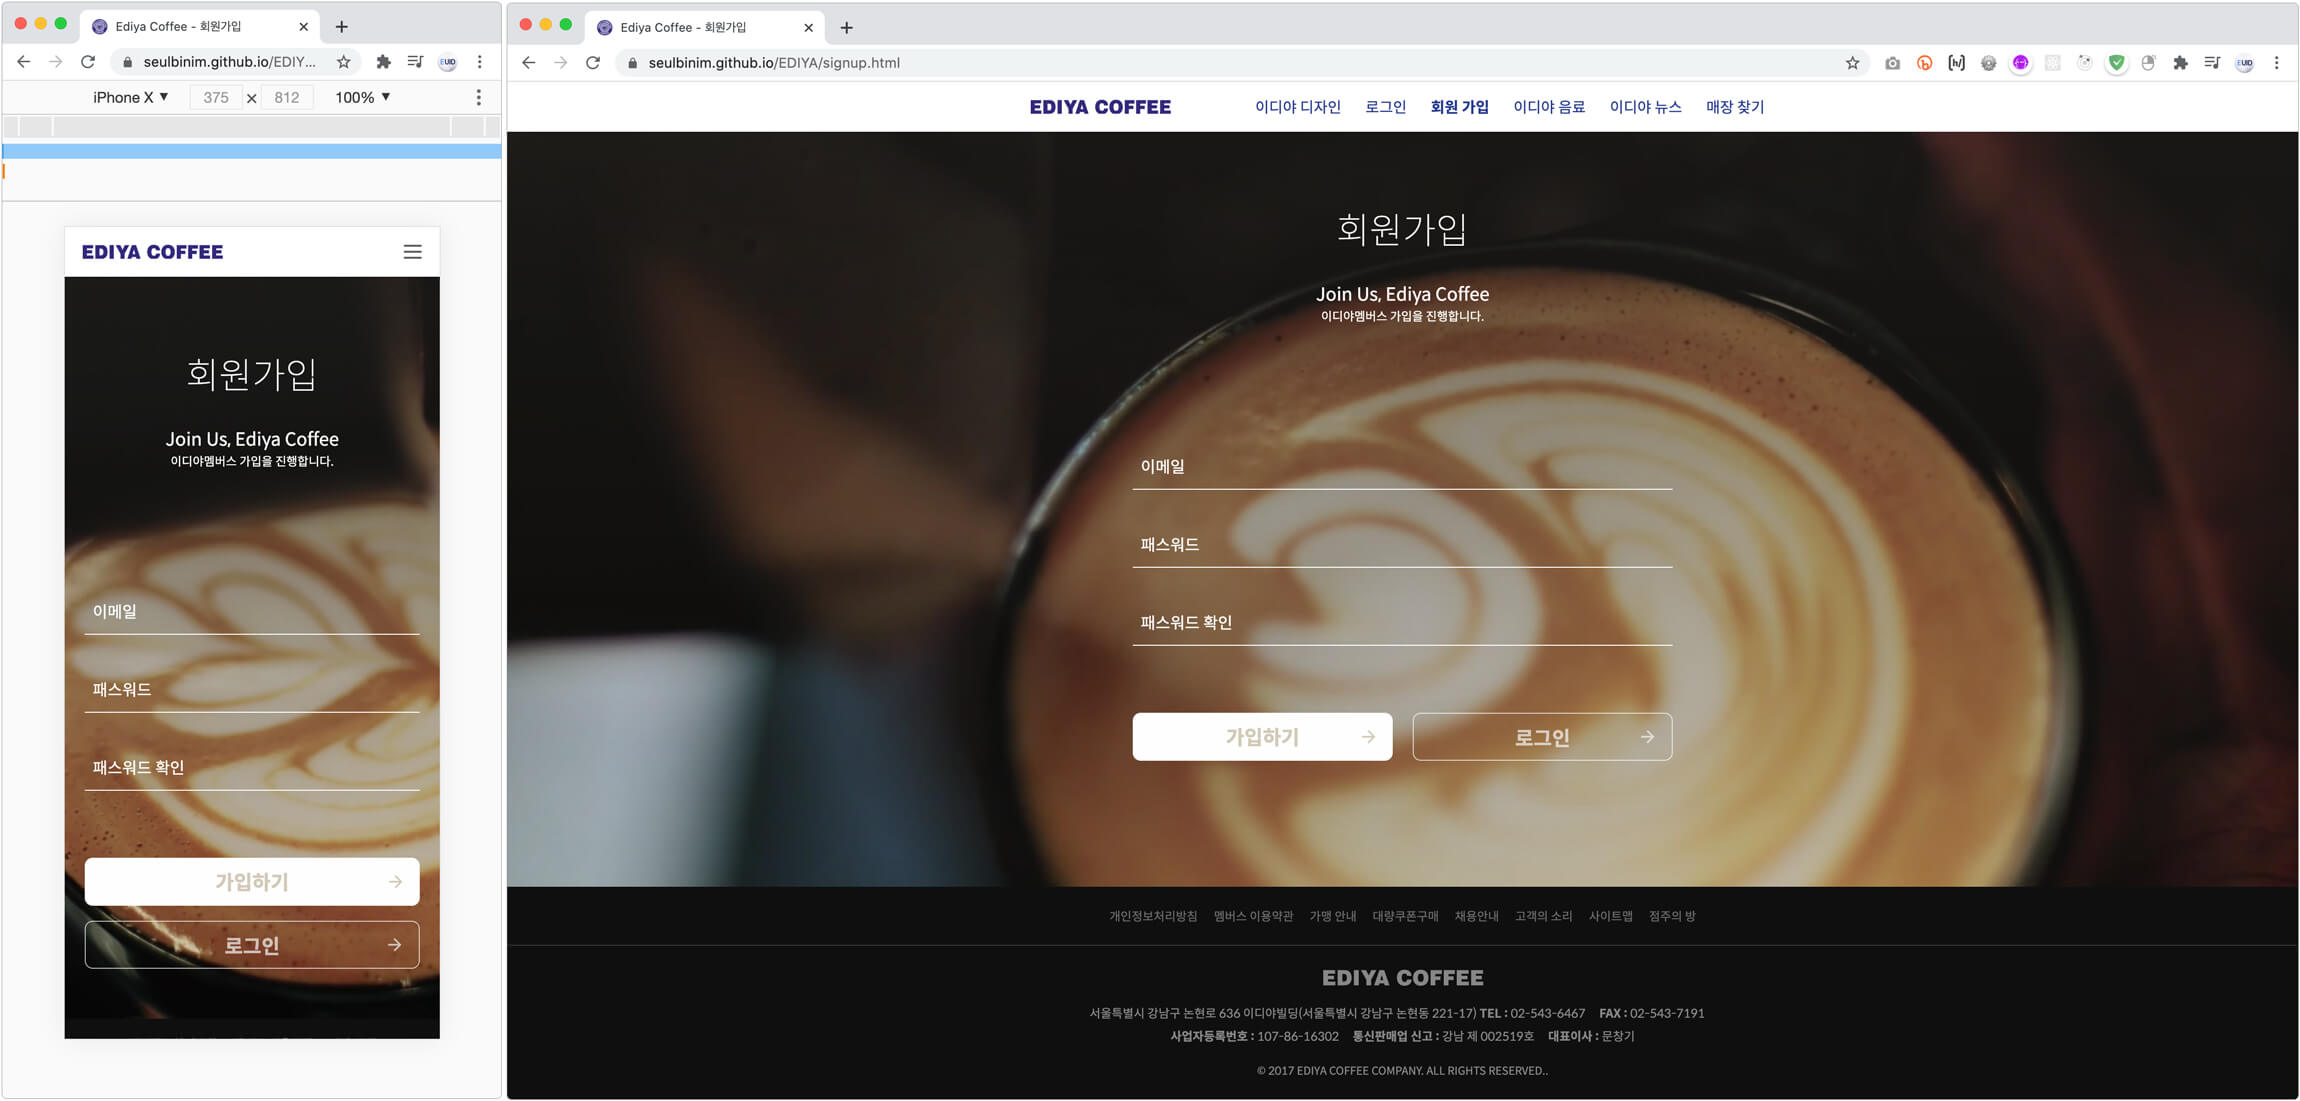 Ediya Coffee - 회원가입
seulbinim.github.io/EDIY...
EUID
iPhone X ▼ 375 × 812 100% ▼
EDIYA COFFEE
회원가입
Join Us, Ediya Coffee
이디야멤버스 가입을 진행합니다.
이메일
패스워드
패스워드 확인
가입하기
로그인
Ediya Coffee - 회원가입
seulbinim.github.io/EDIYA/signup.html
EUID
EDIYA COFFEE 이디야 디자인 로그인 회원 가입 이디야 음료 이디야 뉴스 매장 찾기
회원가입
Join Us, Ediya Coffee
이디야멤버스 가입을 진행합니다.
이메일
패스워드
패스워드 확인
가입하기 로그인
개인정보처리방침 멤버스 이용약관 가맹 안내 대량쿠폰구매 채용안내 고객의 소리 사이트맵 점주의 방
EDIYA COFFEE
서울특별시 강남구 논현로 636 이디야빌딩(서울특별시 강남구 논현동 221-17) TEL : 02-543-6467 FAX : 02-543-7191
사업자등록번호 : 107-86-16302 통신판매업 신고 : 강남 제 002519호 대표이사 : 문창기
© 2017 EDIYA COFFEE COMPANY. ALL RIGHTS RESERVED..